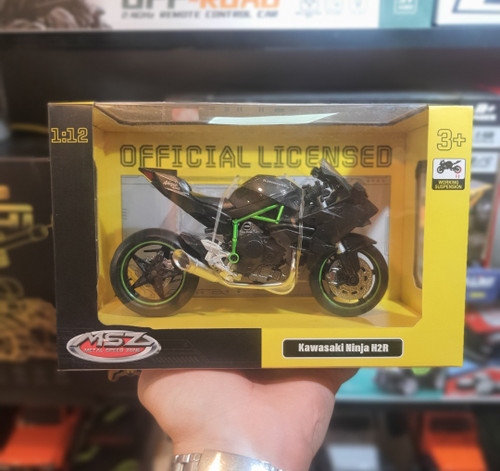 OFF-ROAD
REMOTE CONTROL CAR
1:12
OFFICIAL LICENSED
3+
WORKING
SUSPENSION
MSZ
Kawasaki Ninja H2R